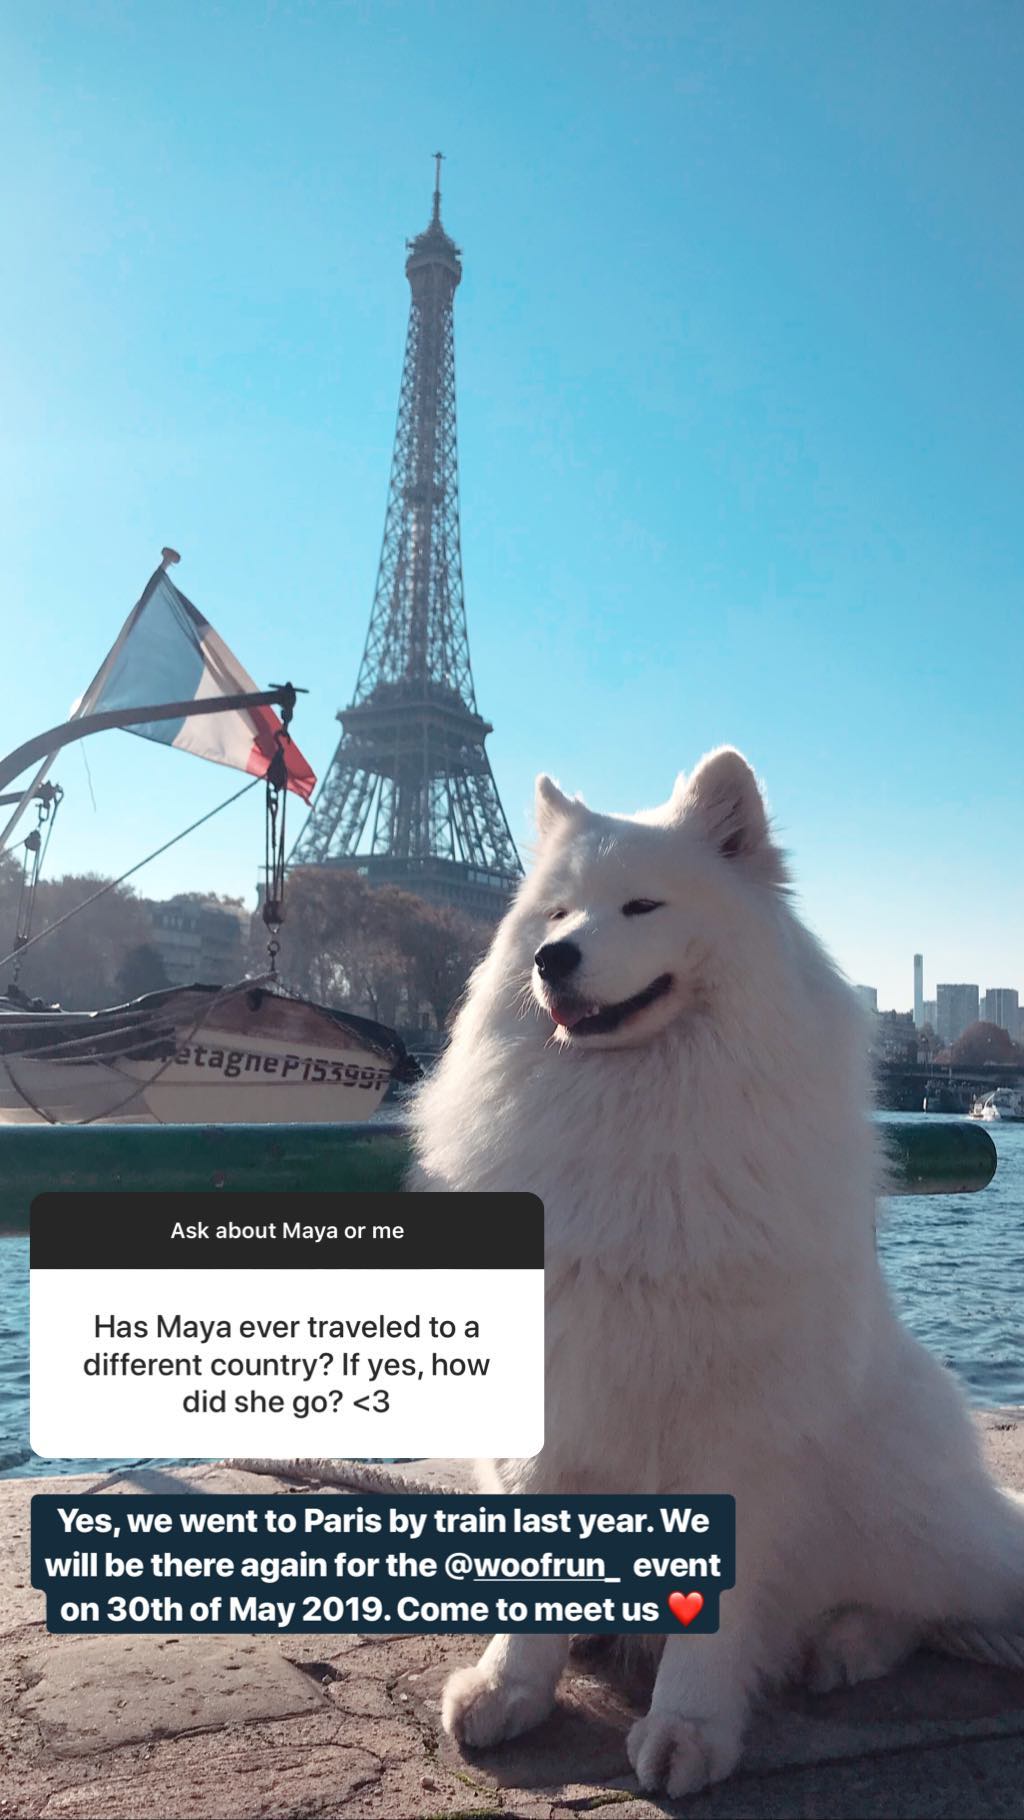 etagne P15399P
Ask about Maya or me
Has Maya ever traveled to a
different country? If yes, how
did she go? <3
Yes, we went to Paris by train last year. We
will be there again for the @woofrun_ event
on 30th of May 2019. Come to meet us ❤️